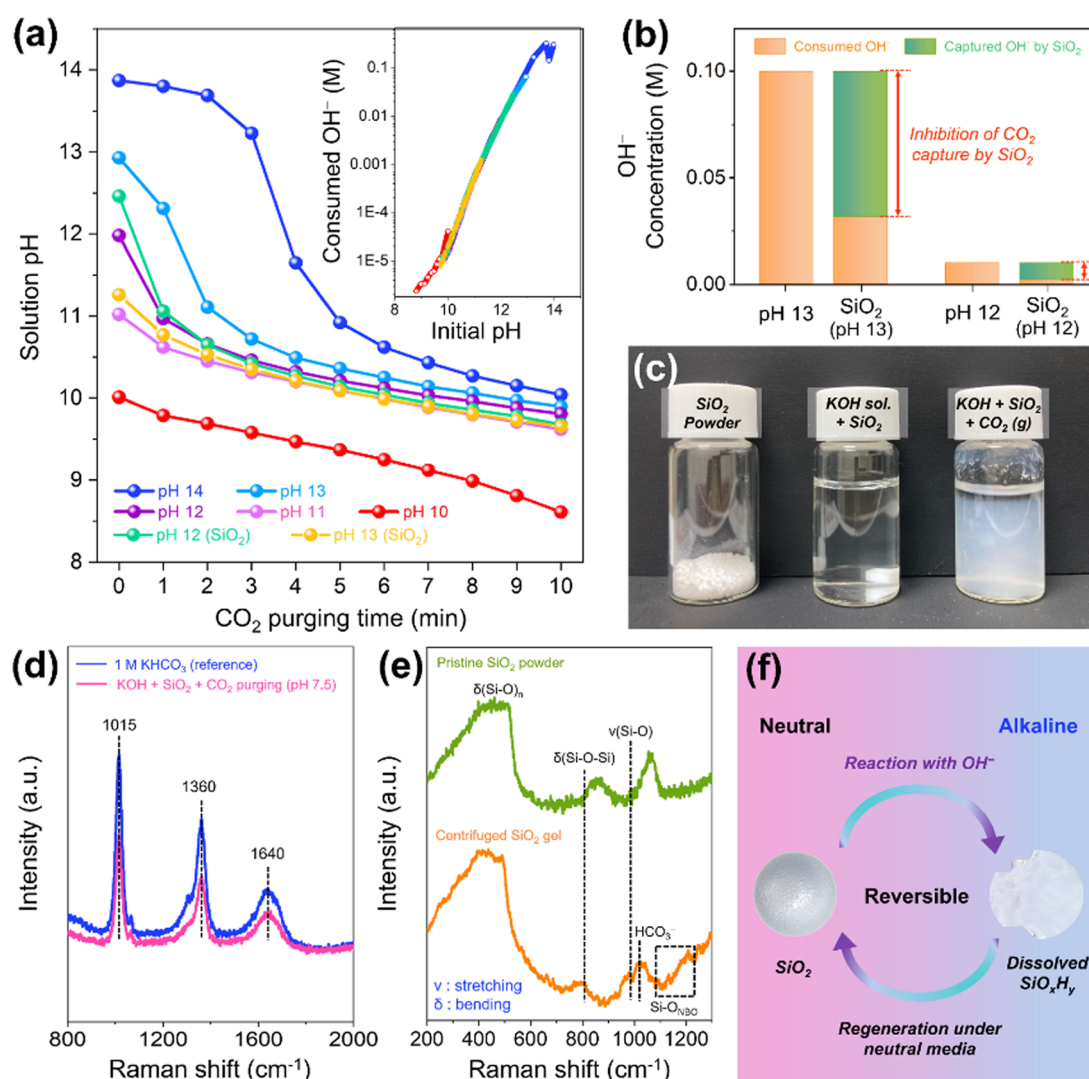 (a)
14
13
12
11
10
9
8
Solution pH
0 1 2 3 4 5 6 7 8 9 10
CO₂ purging time (min)
pH 14
pH 13
pH 12
pH 11
pH 10
pH 12 (SiO₂)
pH 13 (SiO₂)
Consumed OH⁻ (M)
0.1
0.001
1E-4
1E-5
8 10 12 14
Initial pH
(b)
Consumed OH⁻
Captured OH⁻ by SiO₂
0.10
0.05
0.00
OH⁻
Concentration (M)
Inhibition of CO₂
capture by SiO₂
pH 13
SiO₂
(pH 13)
pH 12
SiO₂
(pH 12)
(c)
SiO₂
Powder
KOH sol.
+ SiO₂
KOH + SiO₂
+ CO₂ (g)
(d)
1 M KHCO₃ (reference)
KOH + SiO₂ + CO₂ purging (pH 7.5)
1015
1360
1640
Intensity (a.u.)
800 1200 1600 2000
Raman shift (cm⁻¹)
(e)
Pristine SiO₂ powder
δ(Si-O)ₙ
ν(Si-O)
δ(Si-O-Si)
Centrifuged SiO₂ gel
HCO₃⁻
ν : stretching
δ : bending
Si-O_NBO
Intensity (a.u.)
200 400 600 800 1000 1200
Raman shift (cm⁻¹)
(f)
Neutral
Alkaline
Reaction with OH⁻
Reversible
SiO₂
Dissolved
SiOₓHᵧ
Regeneration under
neutral media